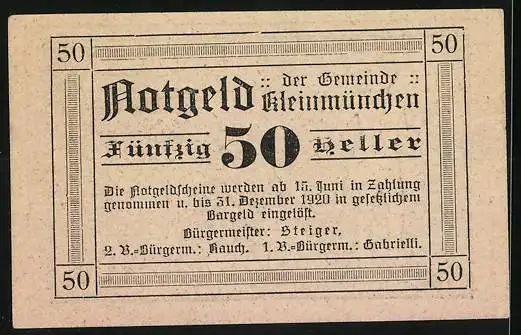 50 50
Notgeld :: der Gemeinde ::
Kleinmünchen
Fünfzig 50 Heller
Die Notgeldscheine werden ab 15. Juni in Zahlung
genommen u. bis 31. Dezember 1920 in gesetzlichem
Bargeld eingelöst.
Bürgermeister: Steiger,
2. V.=Bürgerm.: Rauch. 1. V.=Bürgerm.: Gabrielli.
50 50